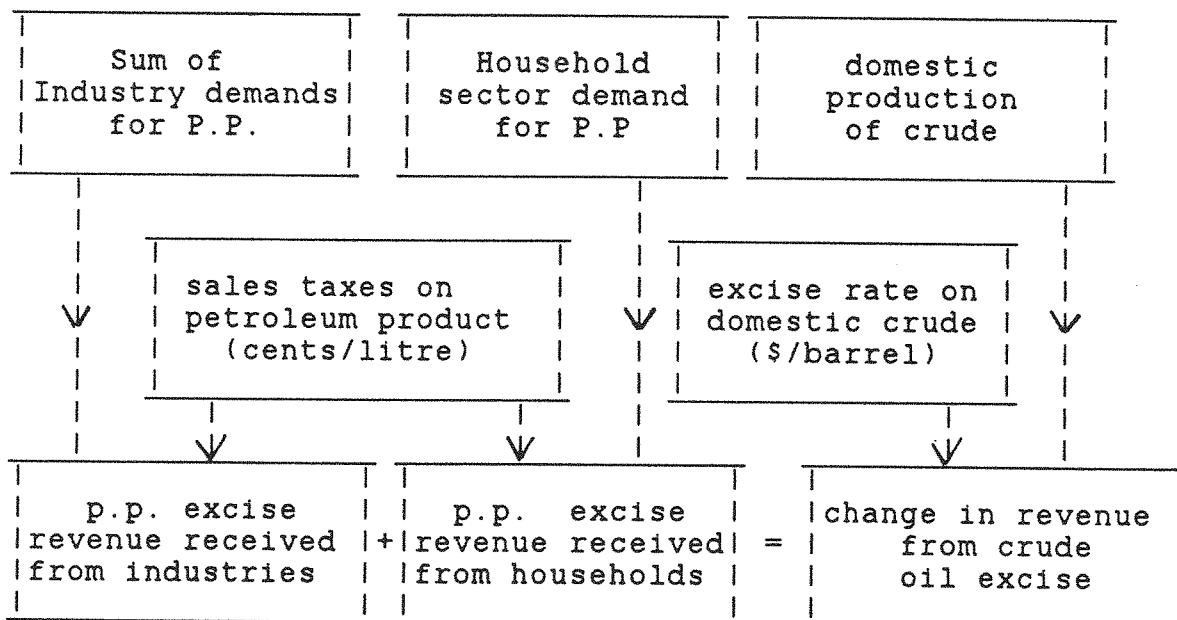 Sum of
Industry demands
for P.P.
Household
sector demand
for P.P
domestic
production
of crude
sales taxes on
petroleum product
(cents/litre)
excise rate on
domestic crude
($/barrel)
p.p. excise
revenue received
from industries
+
p.p. excise
revenue received
from households
=
change in revenue
from crude
oil excise